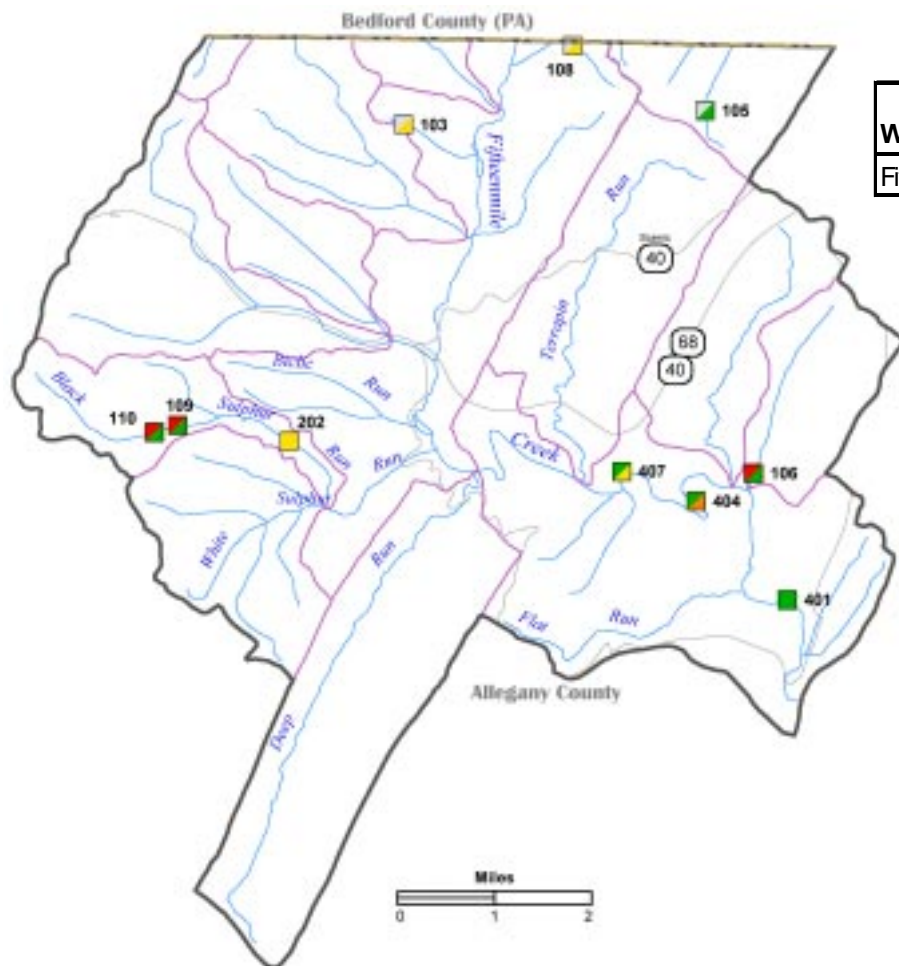 Bedford County (PA)
108
105
103
W
Fi
Fifteenmile
Run
40
Terrapin
68
40
Black
Run
110
109
Sulphur
202
Run
Run
Creek
407
106
404
Sulphur
White
Run
401
Flat
Run
Allegany County
Deep
Miles
0
1
2